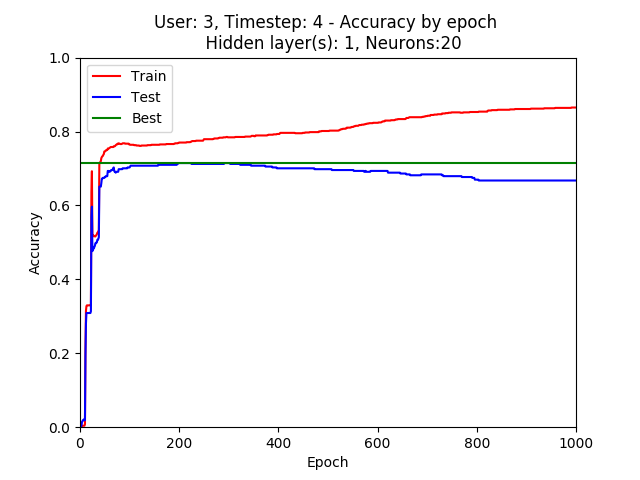 User: 3, Timestep: 4 - Accuracy by epoch
Hidden layer(s): 1, Neurons:20
1.0
Train
Test
Best
0.8
0.6
Accuracy
0.4
0.2
0.0
0 200 400 600 800 1000
Epoch